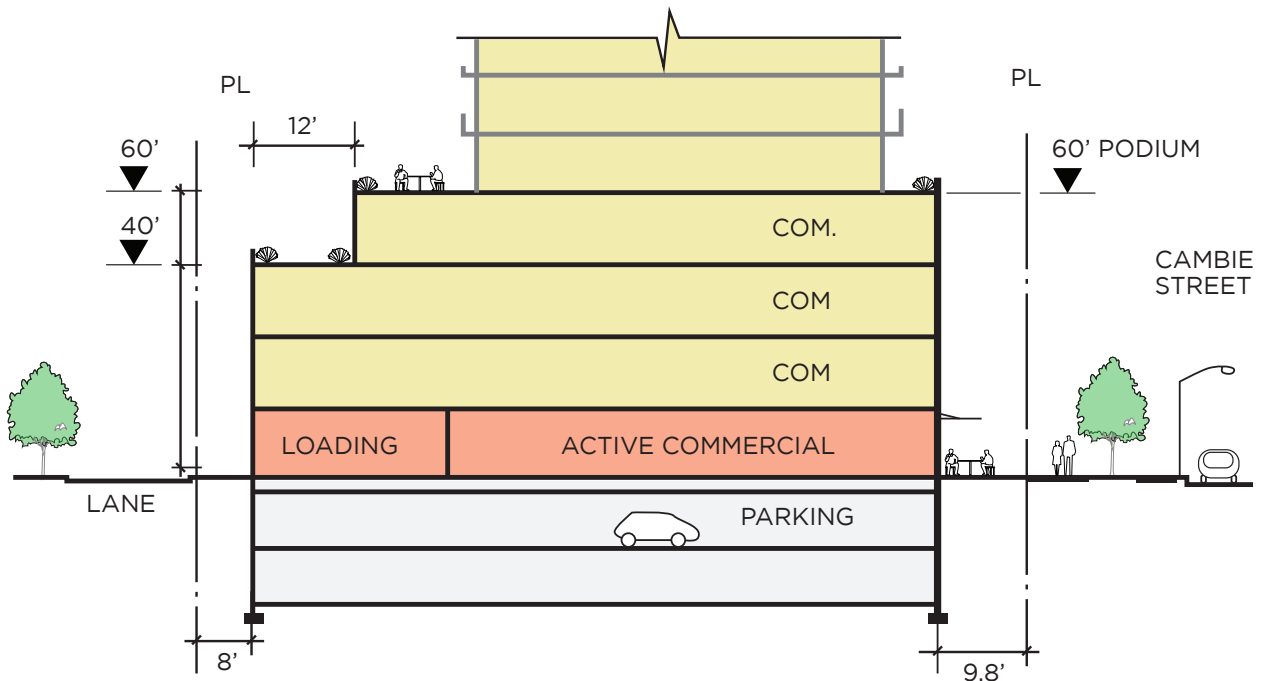 PL
PL
12’
60’
60’ PODIUM
40’
COM.
CAMBIE
STREET
COM
COM
LOADING
ACTIVE COMMERCIAL
LANE
PARKING
8’
9.8’